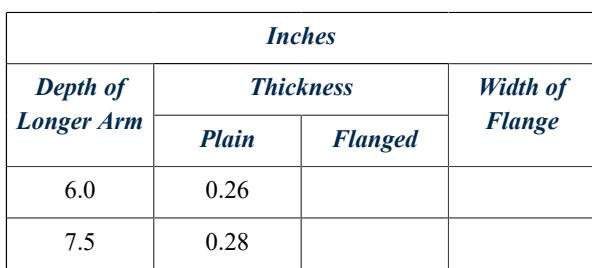 Inches
Depth of Longer Arm Thickness Width of Flange
Plain Flanged
6.0 0.26
7.5 0.28